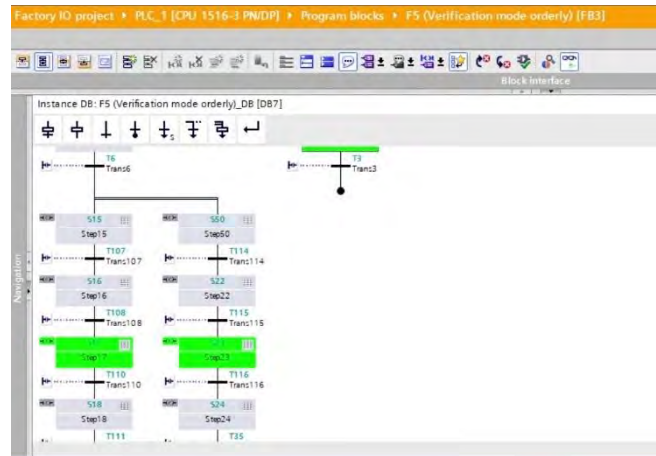 Factory IO project ▸ PLC_1 [CPU 1516-3 PN/DP] ▸ Program blocks ▸ F5 (Verification mode orderly) [FB3]
Block interface
Instance DB: F5 (Verification mode orderly)_DB [DB7]
Navigation
T6
Trans6
T3
Trans3
S15
Step15
S50
Step50
T107
Trans107
T114
Trans114
S16
Step16
S22
Step22
T108
Trans108
T115
Trans115
Step17
Step23
T110
Trans110
T116
Trans116
S18
Step18
S24
Step24
T111
T35